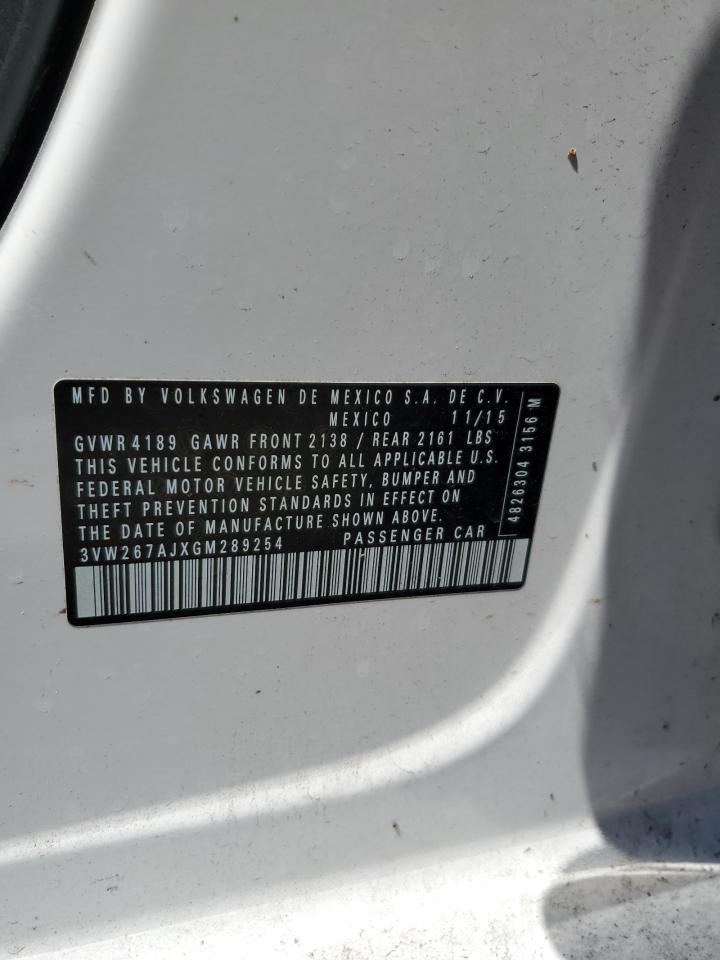 MFD BY VOLKSWAGEN DE MEXICO S.A. DE C.V.
MEXICO 11/15
GVWR 4189 GAWR FRONT 2138 / REAR 2161 LBS
THIS VEHICLE CONFORMS TO ALL APPLICABLE U.S.
FEDERAL MOTOR VEHICLE SAFETY, BUMPER AND
THEFT PREVENTION STANDARDS IN EFFECT ON
THE DATE OF MANUFACTURE SHOWN ABOVE.
3VW267AJXGM289254 PASSENGER CAR
4826304 3156 M